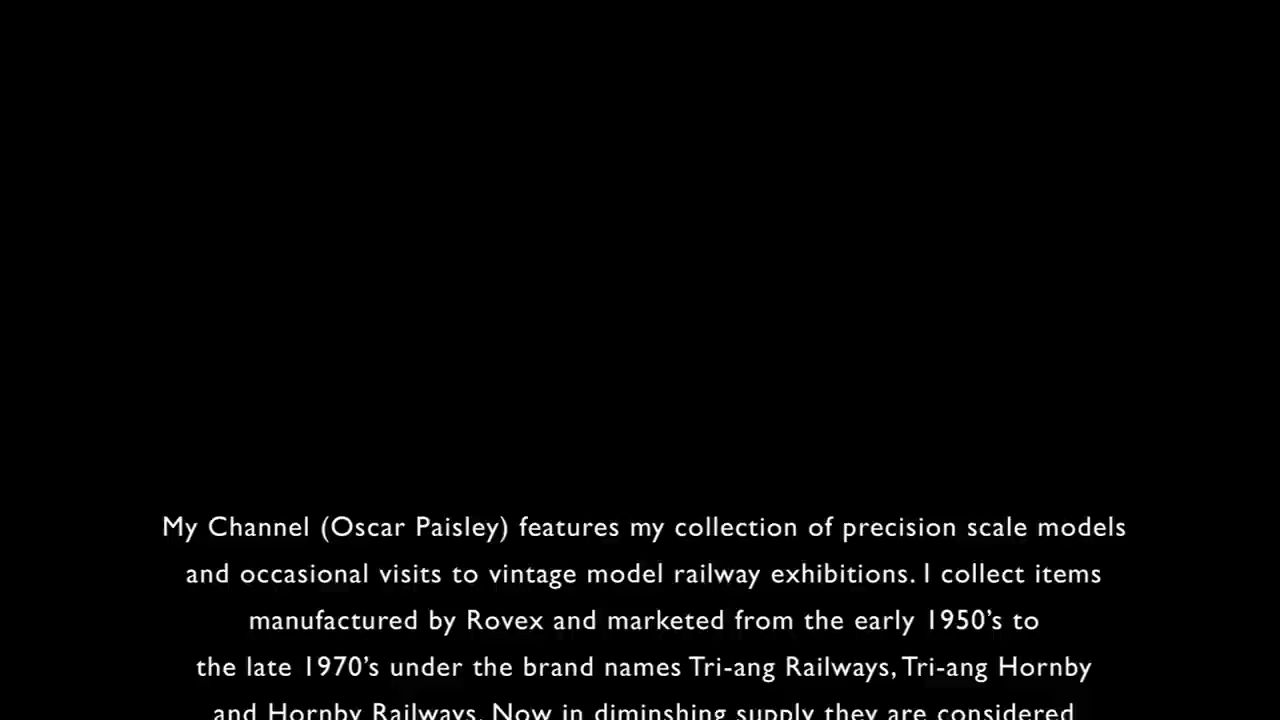 My Channel (Oscar Paisley) features my collection of precision scale models
and occasional visits to vintage model railway exhibitions. I collect items
manufactured by Rovex and marketed from the early 1950’s to
the late 1970’s under the brand names Tri-ang Railways, Tri-ang Hornby
and Hornby Railways. Now in diminshing supply they are considered